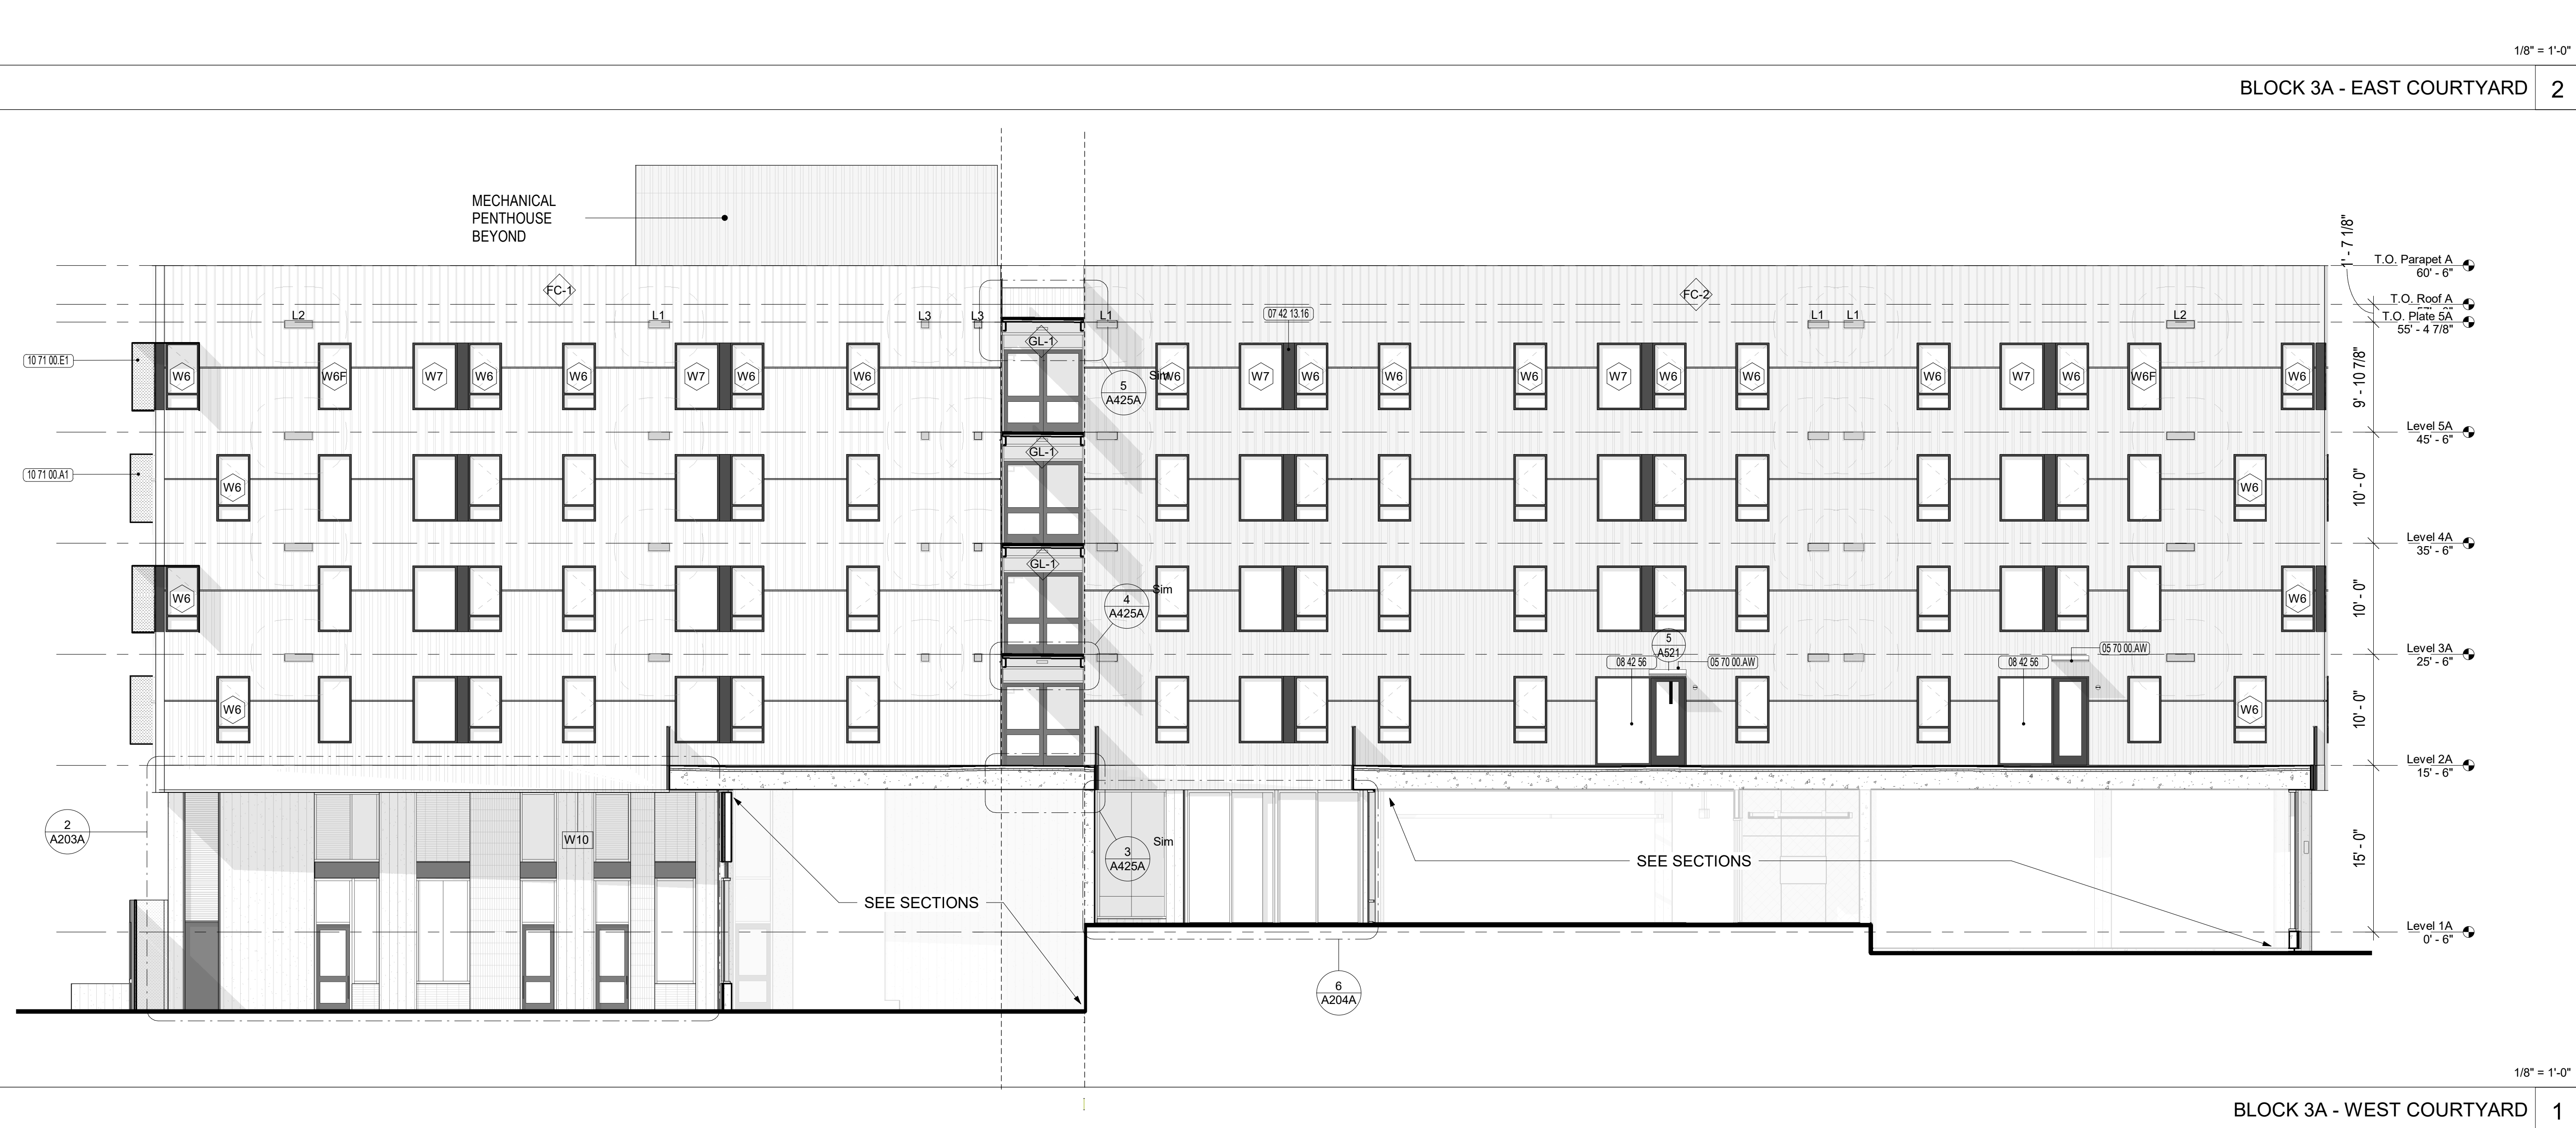 1/8" = 1'-0"
BLOCK 3A - EAST COURTYARD 2
MECHANICAL
PENTHOUSE
BEYOND
1' - 7 1/8"
T.O. Parapet A
60' - 6"
FC-1
FC-2
T.O. Roof A
L2 L1 L3 L3 L1 07 42 13.16 L1 L1 L2
T.O. Plate 5A
55' - 4 7/8"
GL-1
10 71 00.E1
9' - 10 7/8"
W6 W6F W7 W6 W6 W7 W6 W6 Sim W6 W7 W6 W6 W6 W7 W6 W6 W6 W7 W6 W6F W6
5
A425A
Level 5A
45' - 6"
GL-1
10 71 00.A1
W6 W6
10' - 0"
Level 4A
35' - 6"
GL-1
W6 W6
10' - 0"
Sim
4
A425A
5
A521
Level 3A
25' - 6"
08 42 56 05 70 00.AW 08 42 56 05 70 00.AW
W6 W6
10' - 0"
Level 2A
15' - 6"
2
A203A
W10
Sim
3
A425A
15' - 0"
SEE SECTIONS
SEE SECTIONS
Level 1A
0' - 6"
6
A204A
1/8" = 1'-0"
BLOCK 3A - WEST COURTYARD 1